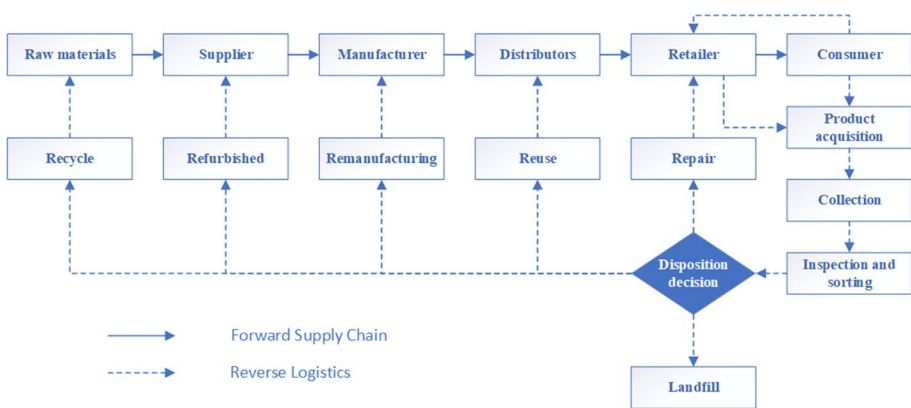 Raw materials
Supplier
Manufacturer
Distributors
Retailer
Consumer
Product
acquisition
Recycle
Refurbished
Remanufacturing
Reuse
Repair
Collection
Disposition
decision
Inspection and
sorting
Forward Supply Chain
Reverse Logistics
Landfill